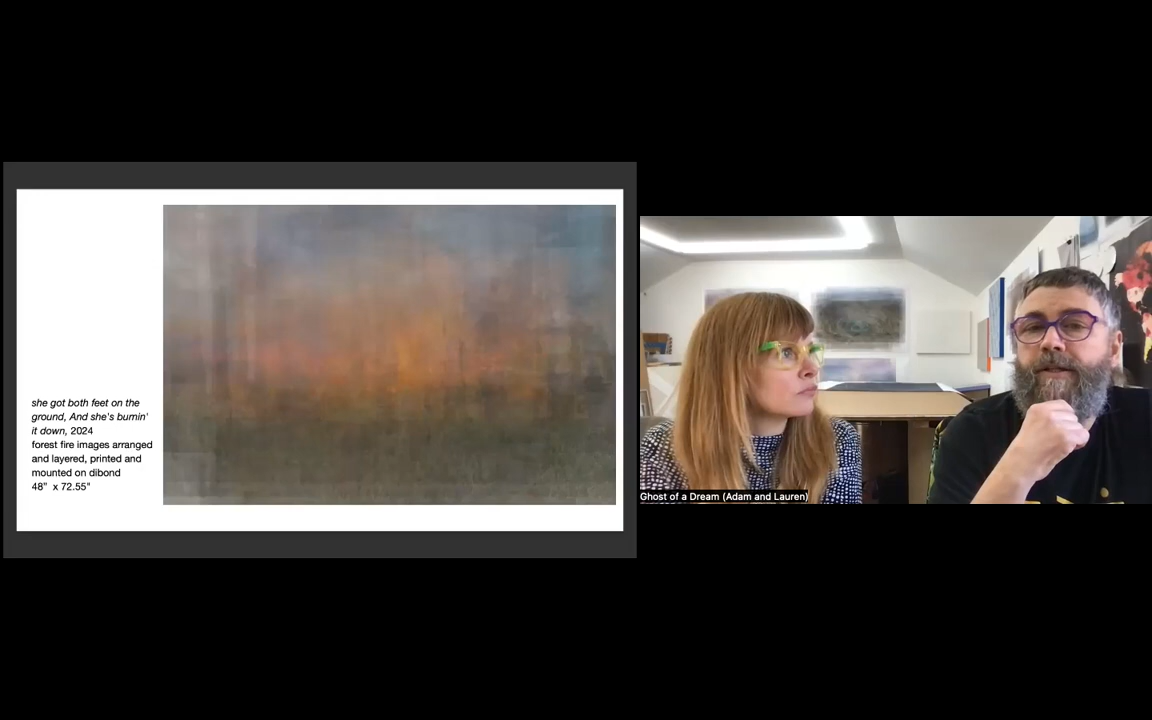 she got both feet on the
ground, And she's burnin'
it down, 2024
forest fire images arranged
and layered, printed and
mounted on dibond
48" x 72.55"
Ghost of a Dream (Adam and Lauren)